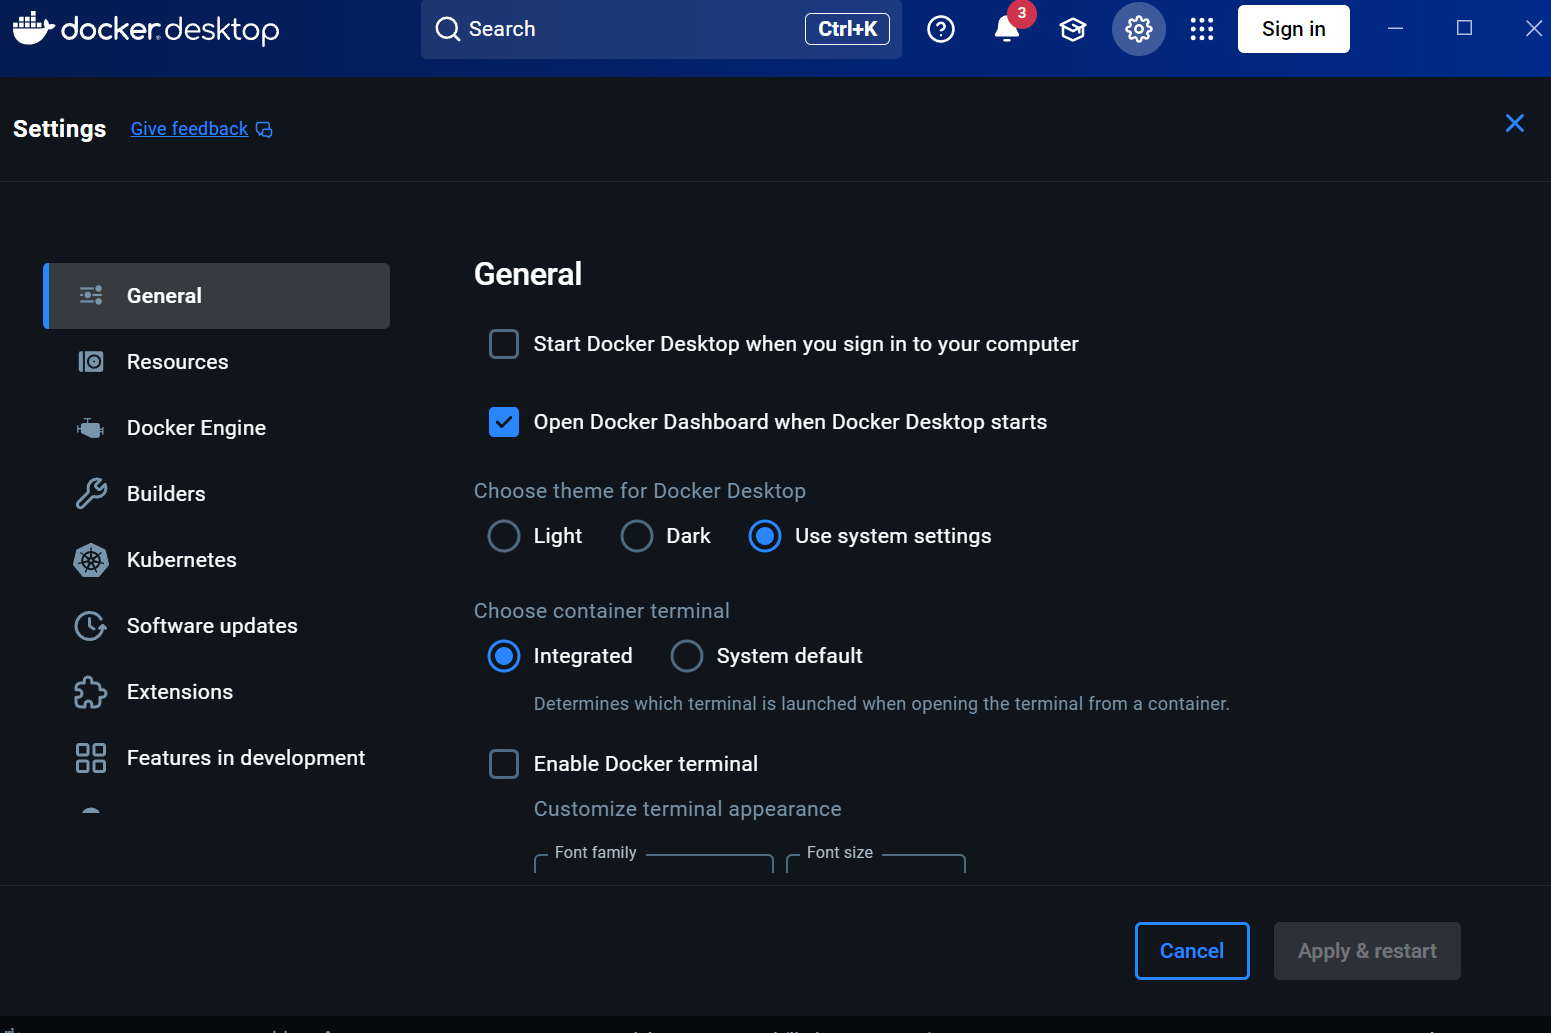 docker.desktop
Search
Ctrl+K
3
Sign in
Settings
Give feedback
General
Resources
Docker Engine
Builders
Kubernetes
Software updates
Extensions
Features in development
General
Start Docker Desktop when you sign in to your computer
Open Docker Dashboard when Docker Desktop starts
Choose theme for Docker Desktop
Light
Dark
Use system settings
Choose container terminal
Integrated
System default
Determines which terminal is launched when opening the terminal from a container.
Enable Docker terminal
Customize terminal appearance
Font family
Font size
Cancel
Apply & restart